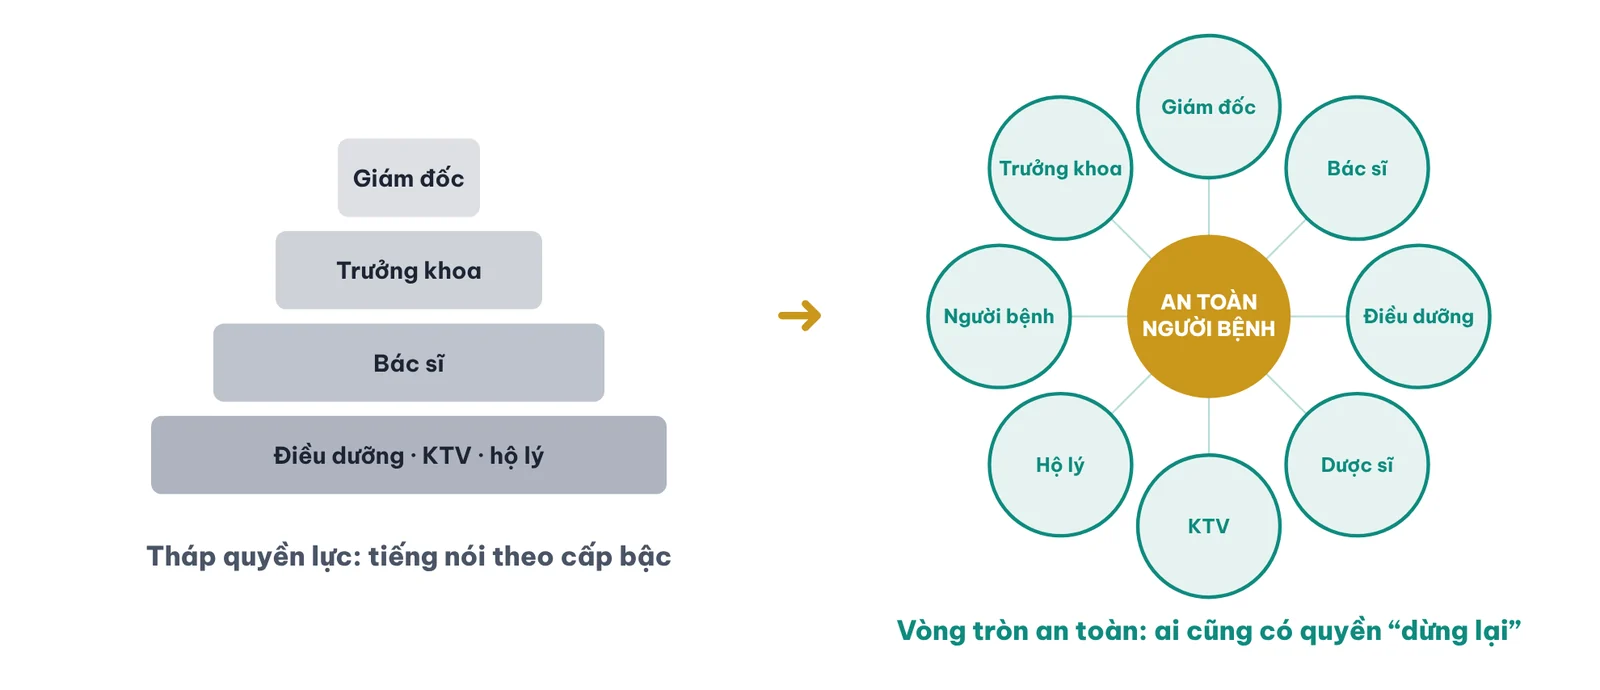 Giám đốc
Trưởng khoa
Bác sĩ
Điều dưỡng · KTV · hộ lý
Tháp quyền lực: tiếng nói theo cấp bậc
Giám đốc
Trưởng khoa
Bác sĩ
Người bệnh
AN TOÀN
NGƯỜI BỆNH
Điều dưỡng
Hộ lý
Dược sĩ
KTV
Vòng tròn an toàn: ai cũng có quyền “dừng lại”